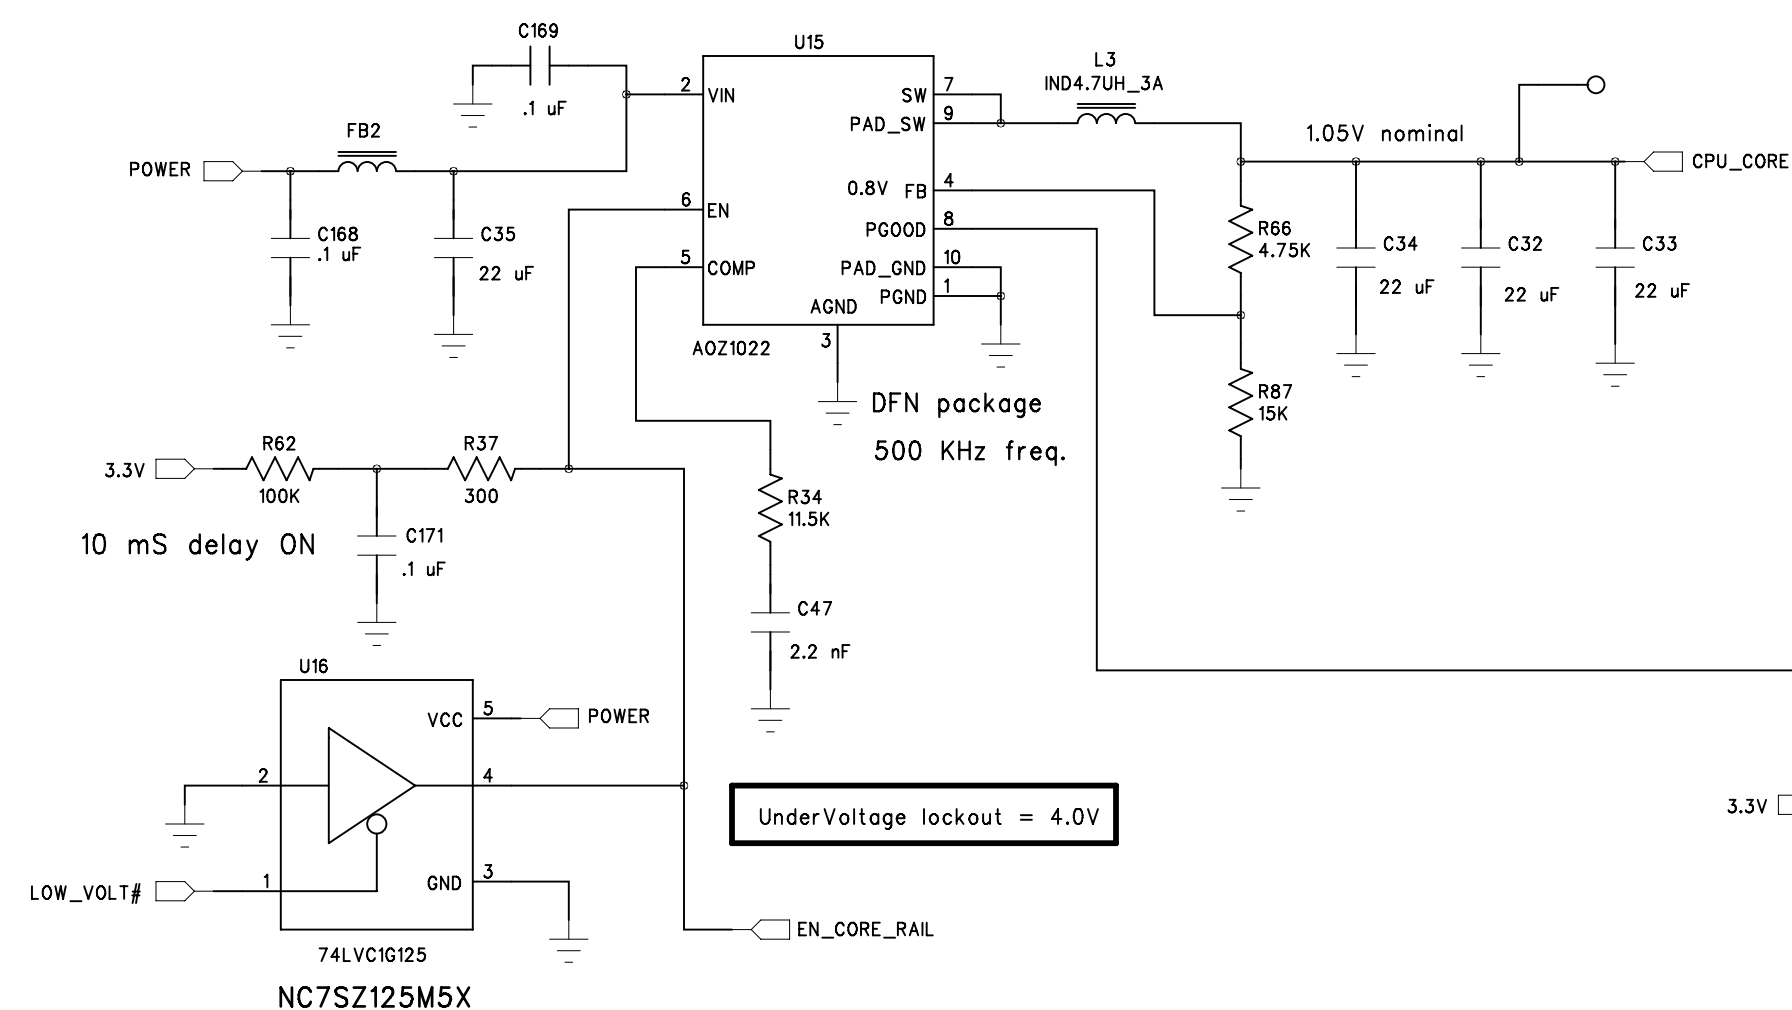 C169
.1 uF
U15
2
VIN
SW
7
PAD_SW
9
L3
IND4.7UH_3A
1.05V nominal
CPU_CORE
FB2
POWER
0.8V
FB
4
6
EN
PGOOD
8
5
COMP
PAD_GND
10
PGND
1
AGND
3
AOZ1022
C168
.1 uF
C35
22 uF
R66
4.75K
C34
22 uF
C32
22 uF
C33
22 uF
R87
15K
DFN package
500 KHz freq.
3.3V
R62
100K
R37
300
10 mS delay ON
C171
.1 uF
R34
11.5K
C47
2.2 nF
U16
VCC
5
POWER
2
4
GND
3
LOW_VOLT#
1
74LVC1G125
NC7SZ125M5X
UnderVoltage lockout = 4.0V
EN_CORE_RAIL
3.3V